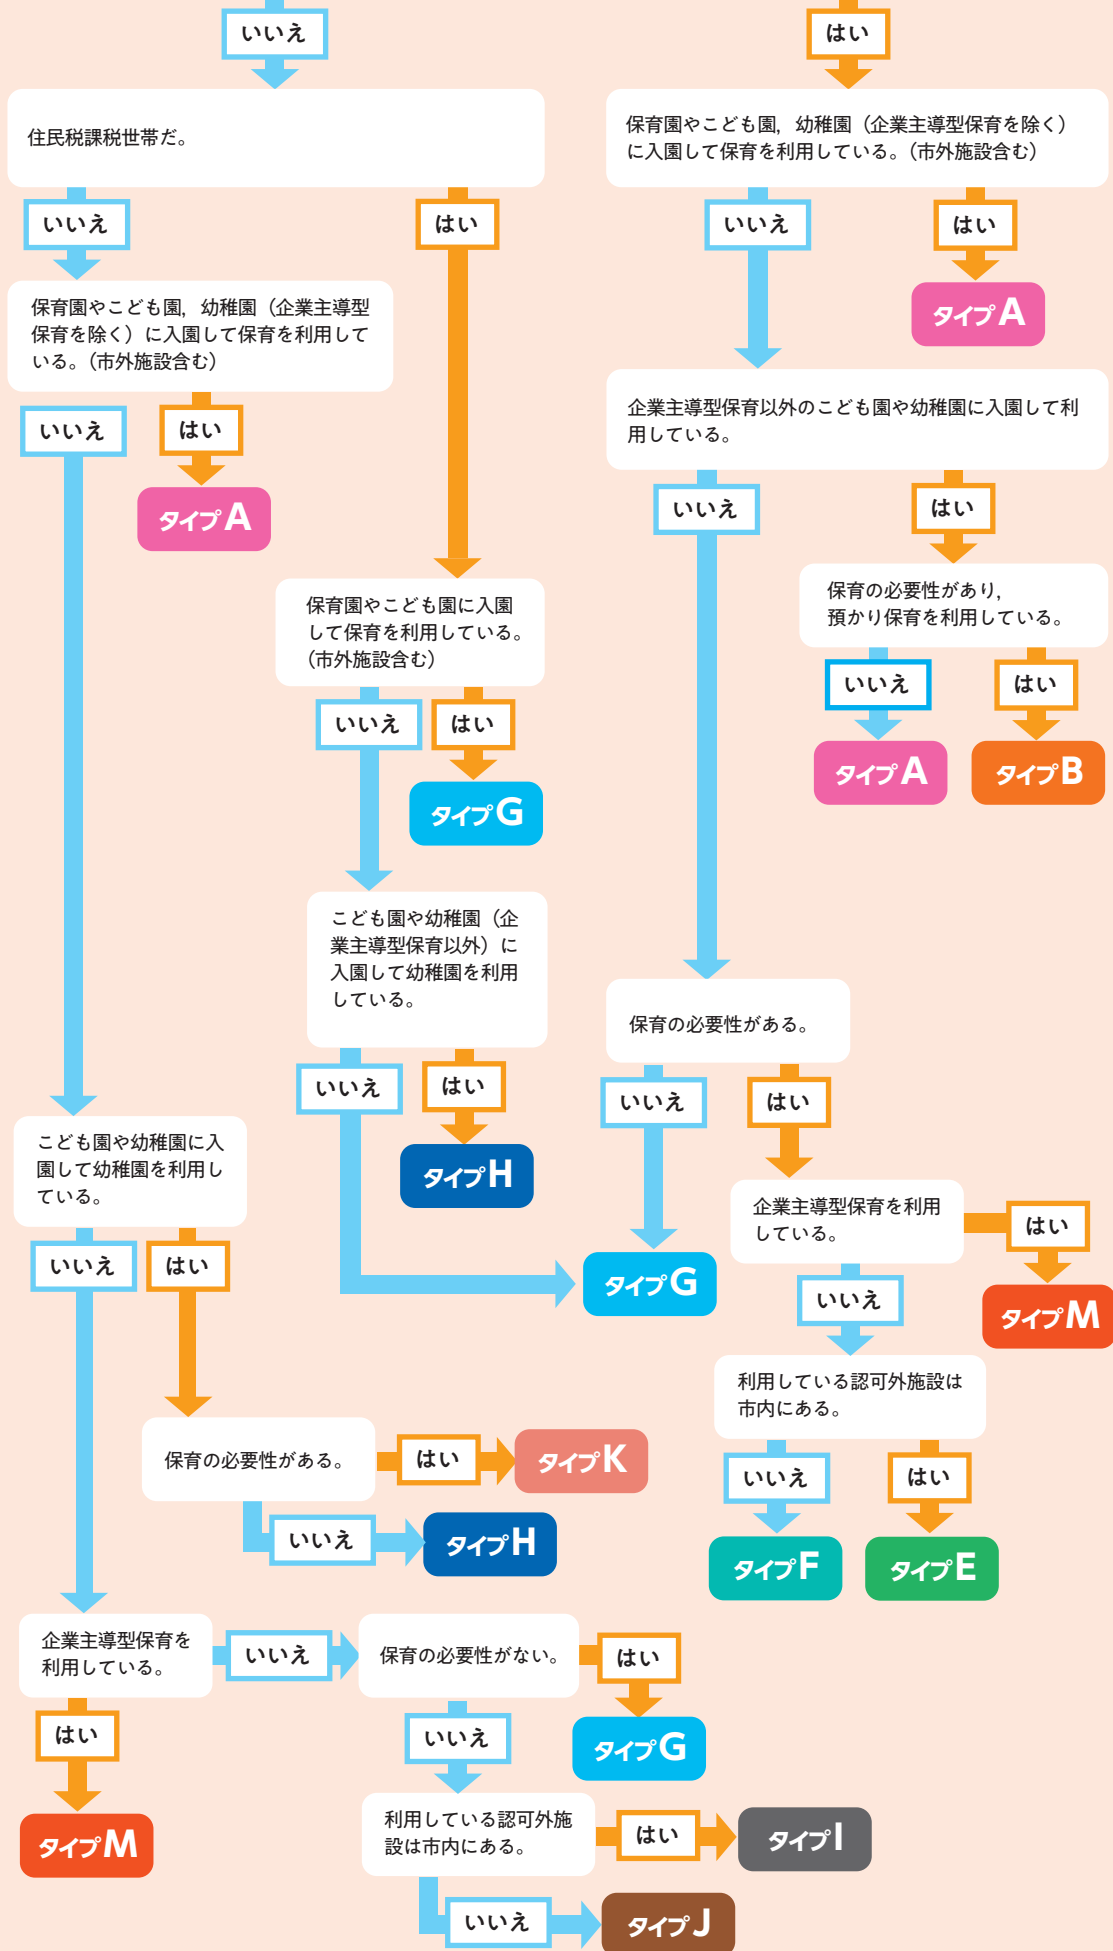 いいえ
はい
住民税課税世帯だ。
保育園やこども園，幼稚園（企業主導型保育を除く）
に入園して保育を利用している。（市外施設含む）
いいえ
はい
いいえ
はい
タイプA
保育園やこども園，幼稚園（企業主導型
保育を除く）に入園して保育を利用して
いる。（市外施設含む）
いいえ
はい
タイプA
企業主導型保育以外のこども園や幼稚園に入園して利
用している。
いいえ
はい
保育の必要性があり，
預かり保育を利用している。
いいえ
はい
タイプA
タイプB
保育園やこども園に入園
して保育を利用している。
（市外施設含む）
いいえ
はい
タイプG
こども園や幼稚園（企
業主導型保育以外）に
入園して幼稚園を利用
している。
いいえ
はい
タイプH
保育の必要性がある。
いいえ
はい
タイプG
企業主導型保育を利用
している。
はい
タイプM
いいえ
利用している認可外施設は
市内にある。
いいえ
はい
タイプF
タイプE
こども園や幼稚園に入
園して幼稚園を利用し
ている。
いいえ
はい
保育の必要性がある。
はい
タイプK
いいえ
タイプH
企業主導型保育を
利用している。
いいえ
はい
タイプM
保育の必要性がない。
はい
タイプG
いいえ
利用している認可外施
設は市内にある。
はい
タイプI
いいえ
タイプJ